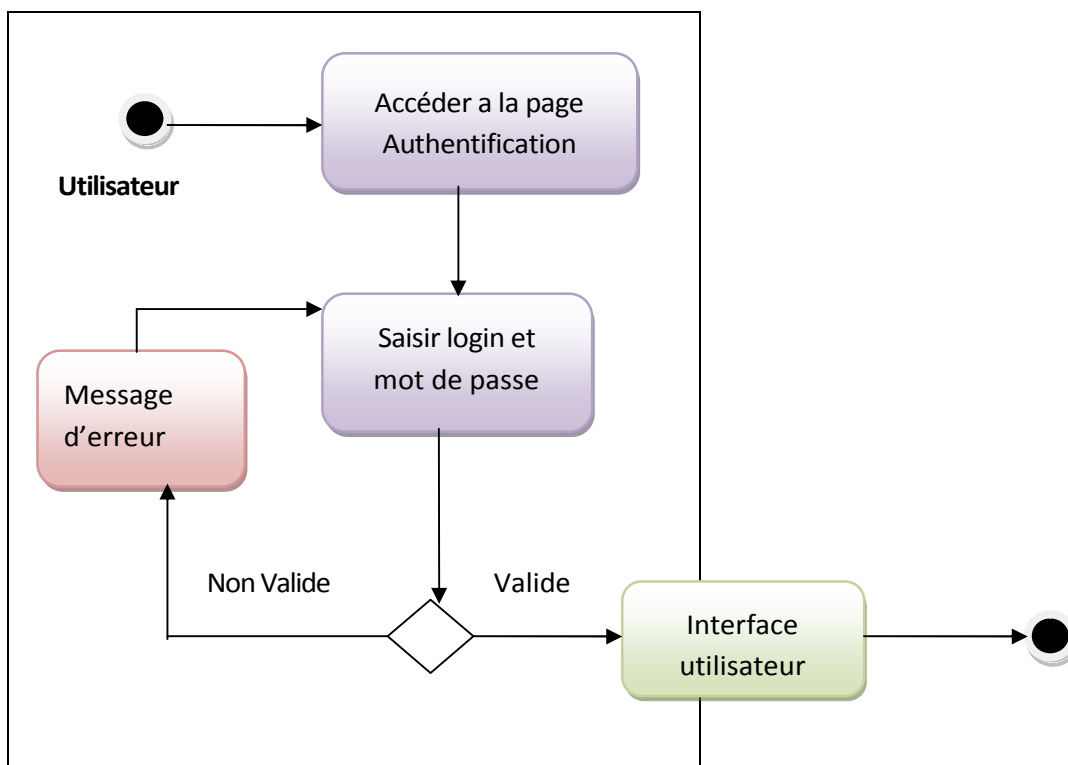 Accéder a la page
Authentification
Utilisateur
Saisir login et
mot de passe
Message
d’erreur
Non Valide
Valide
Interface
utilisateur